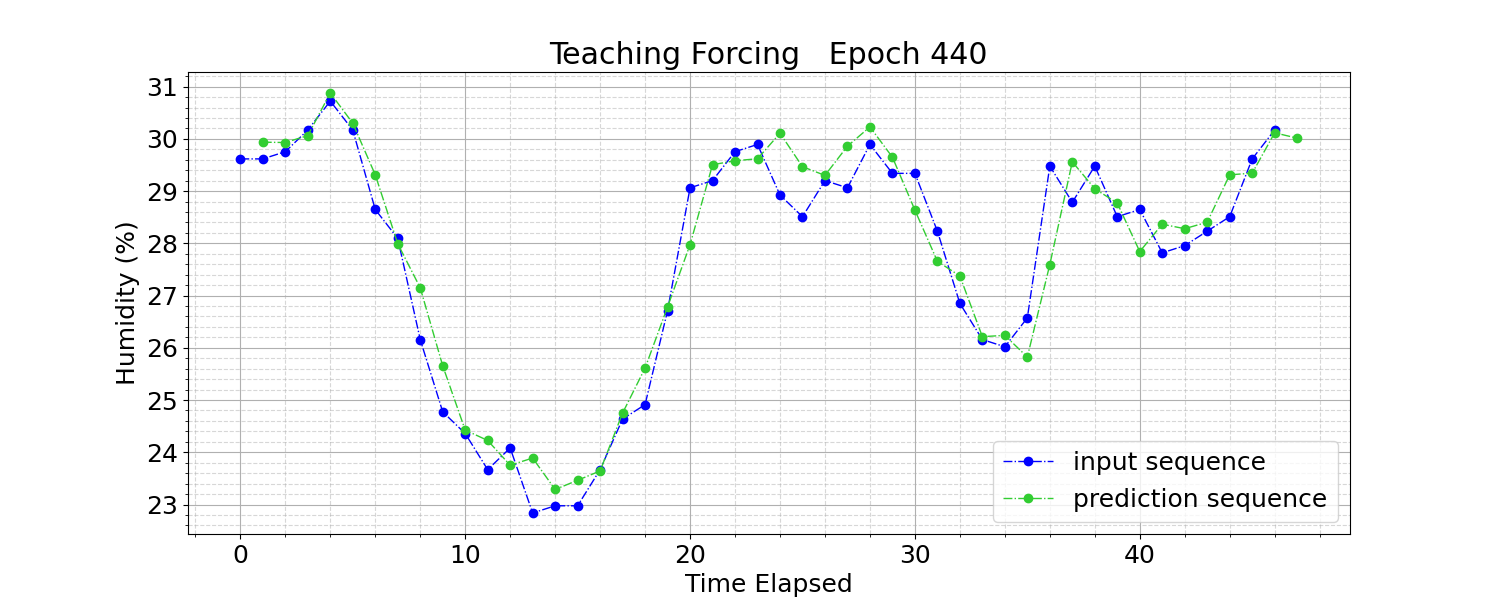 Teaching Forcing   Epoch 440
31
30
29
28
27
26
25
24
23
Humidity (%)
input sequence
prediction sequence
0 10 20 30 40
Time Elapsed